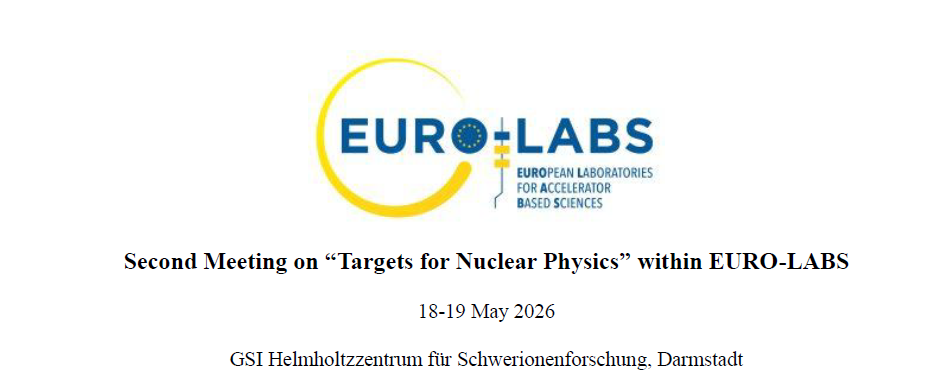 EURO-LABS
EUROPEAN LABORATORIES
FOR ACCELERATOR
BASED SCIENCES
Second Meeting on “Targets for Nuclear Physics” within EURO-LABS
18-19 May 2026
GSI Helmholtzzentrum für Schwerionenforschung, Darmstadt